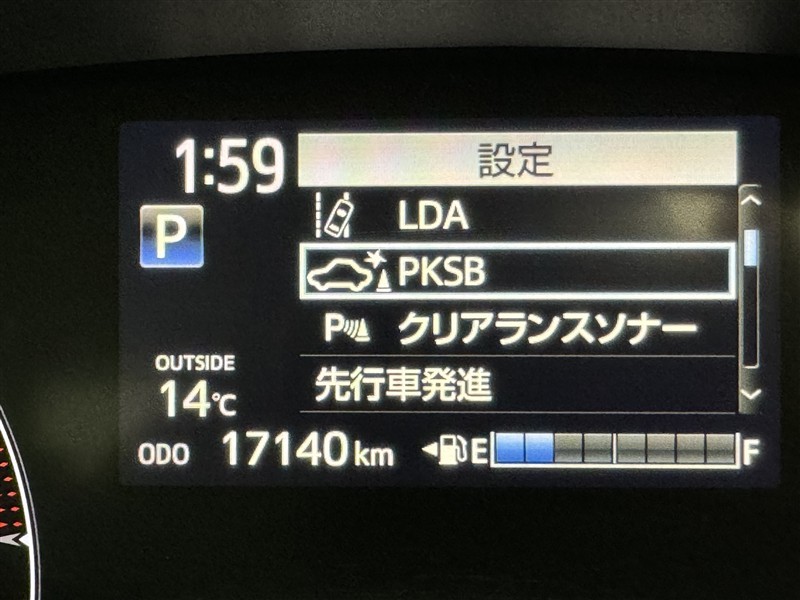 1:59
設定
P
LDA
PKSB
P クリアランスソナー
先行車発進
OUTSIDE
14℃
ODO 17140 km
E F